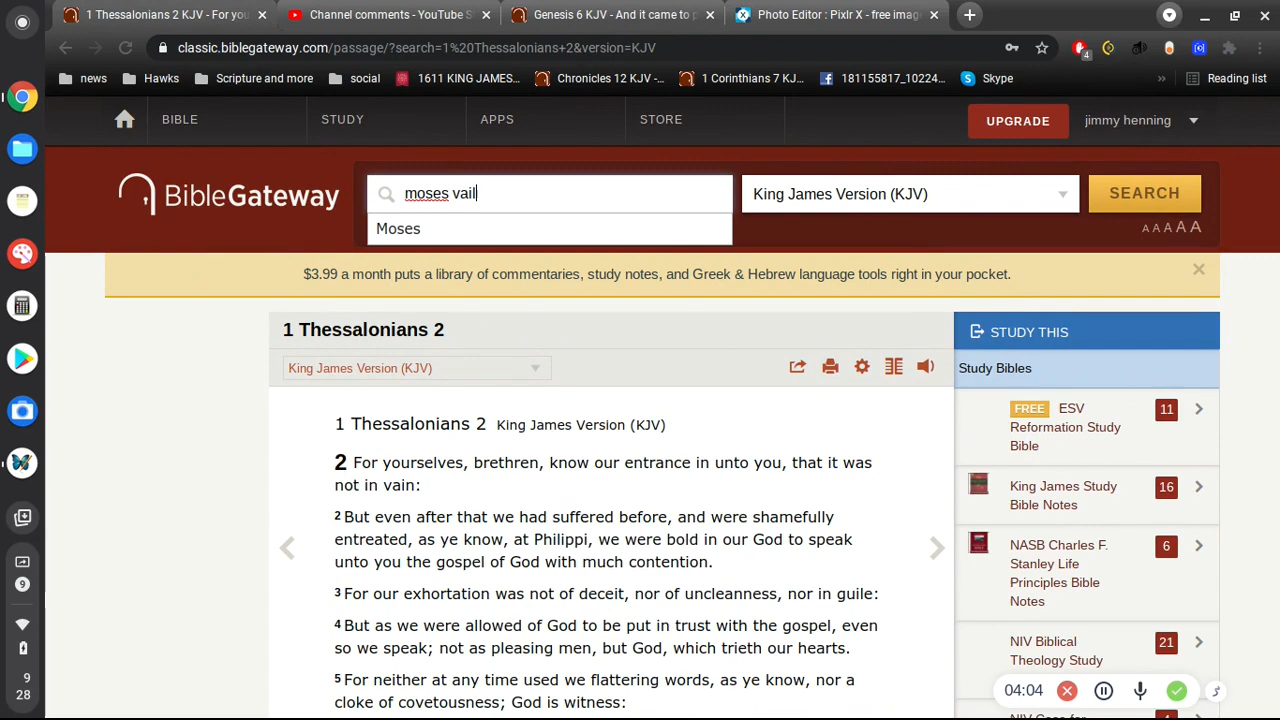 1 Thessalonians 2 KJV - For you
Channel comments - YouTube S
Genesis 6 KJV - And it came to p
Photo Editor : Pixlr X - free imag
classic.biblegateway.com/passage/?search=1%20Thessalonians+2&version=KJV
4
news
Hawks
Scripture and more
social
1611 KING JAMES...
Chronicles 12 KJV -...
1 Corinthians 7 KJ...
181155817_10224...
Skype
»
Reading list
BIBLE
STUDY
APPS
STORE
UPGRADE
jimmy henning
BibleGateway
moses vail
King James Version (KJV)
SEARCH
Moses
A A A A A
$3.99 a month puts a library of commentaries, study notes, and Greek & Hebrew language tools right in your pocket.
1 Thessalonians 2
King James Version (KJV)
1 Thessalonians 2 King James Version (KJV)
2 For yourselves, brethren, know our entrance in unto you, that it was
not in vain:
2 But even after that we had suffered before, and were shamefully
entreated, as ye know, at Philippi, we were bold in our God to speak
unto you the gospel of God with much contention.
3 For our exhortation was not of deceit, nor of uncleanness, nor in guile:
4 But as we were allowed of God to be put in trust with the gospel, even
so we speak; not as pleasing men, but God, which trieth our hearts.
5 For neither at any time used we flattering words, as ye know, nor a
cloke of covetousness; God is witness:
STUDY THIS
Study Bibles
FREE ESV
Reformation Study
Bible
11
King James Study
Bible Notes
16
NASB Charles F.
Stanley Life
Principles Bible
Notes
6
NIV Biblical
Theology Study
21
04:04
9
9
28